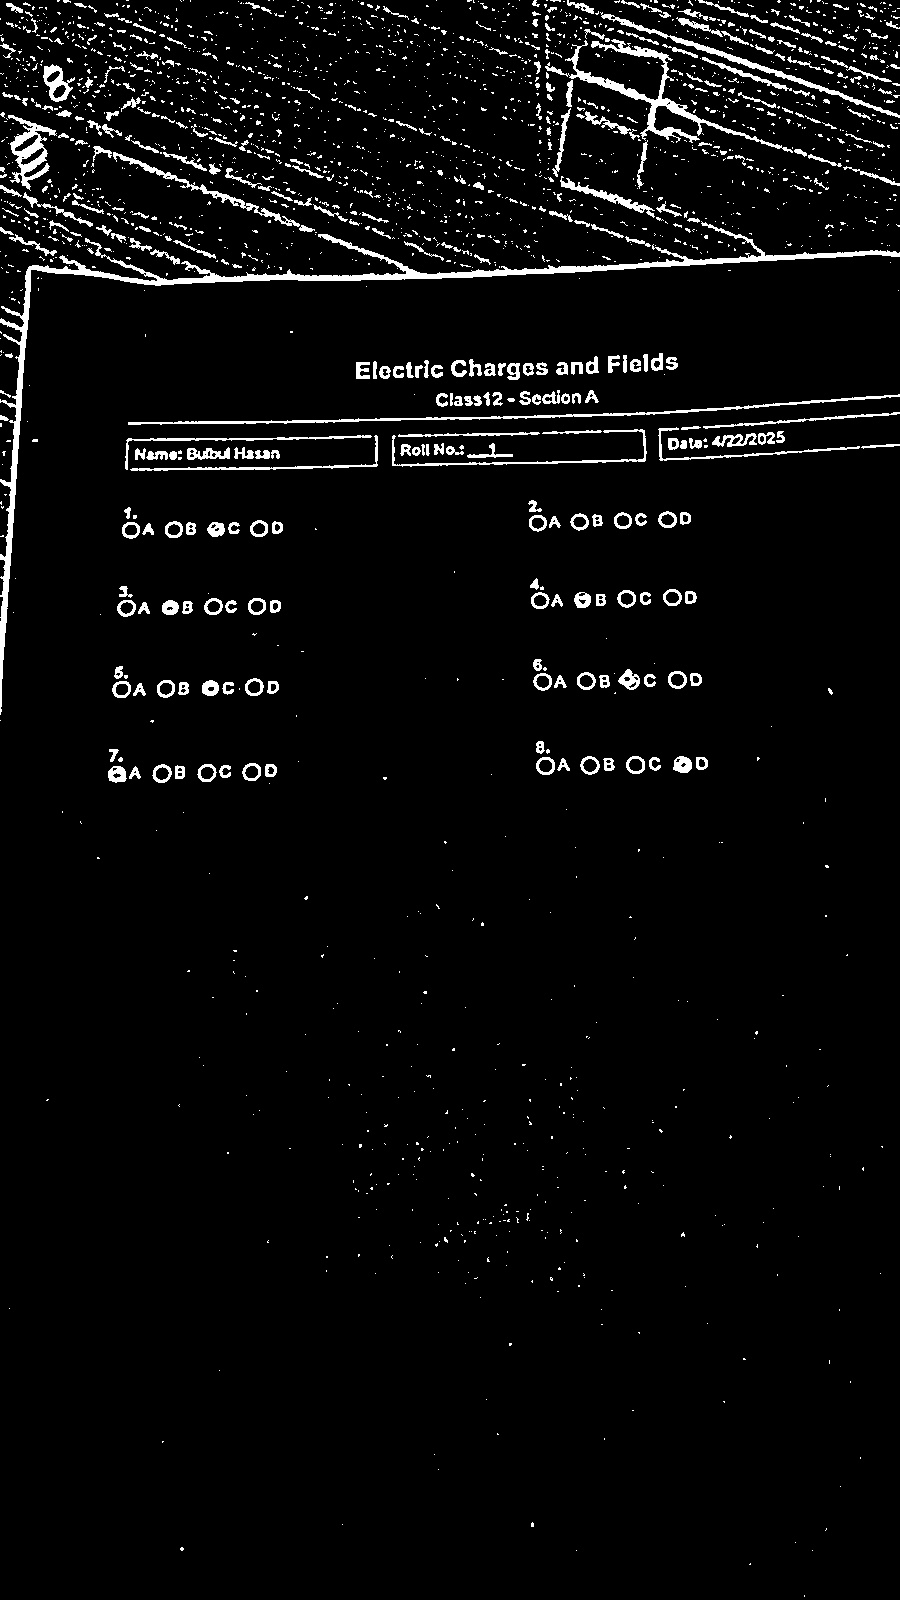 Electric Charges and Fields
Class12 - Section A
Name: Bulbul Hasan
Roll No.: __1__
Date: 4/22/2025
1.
A B C D
2.
A B C D
3.
A B C D
4.
A B C D
5.
A B C D
6.
A B C D
7.
A B C D
8.
A B C D